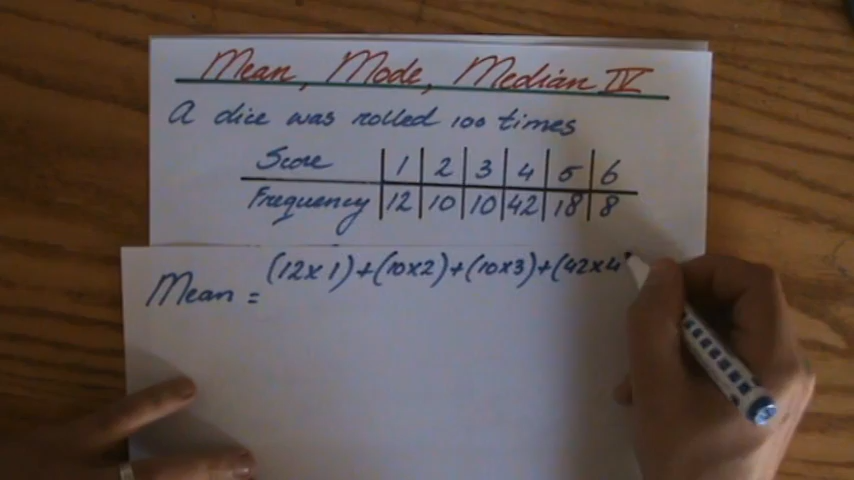 Mean, Mode, Median IV
A dice was rolled 100 times
Score 1 2 3 4 5 6
Frequency 12 10 10 42 18 8
(12x1)+(10x2)+(10x3)+(42x4
Mean =